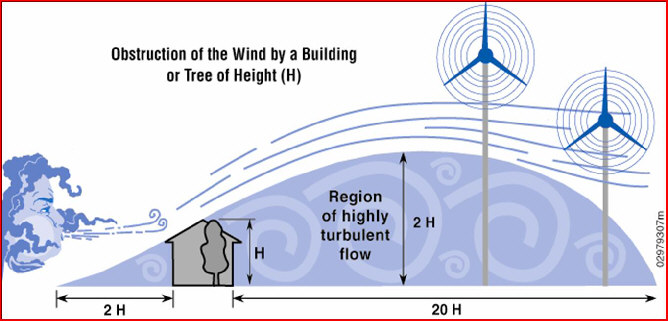 Obstruction of the Wind by a Building
or Tree of Height (H)
Region
of highly
turbulent
flow
2 H
H
2 H
20 H
02979307m